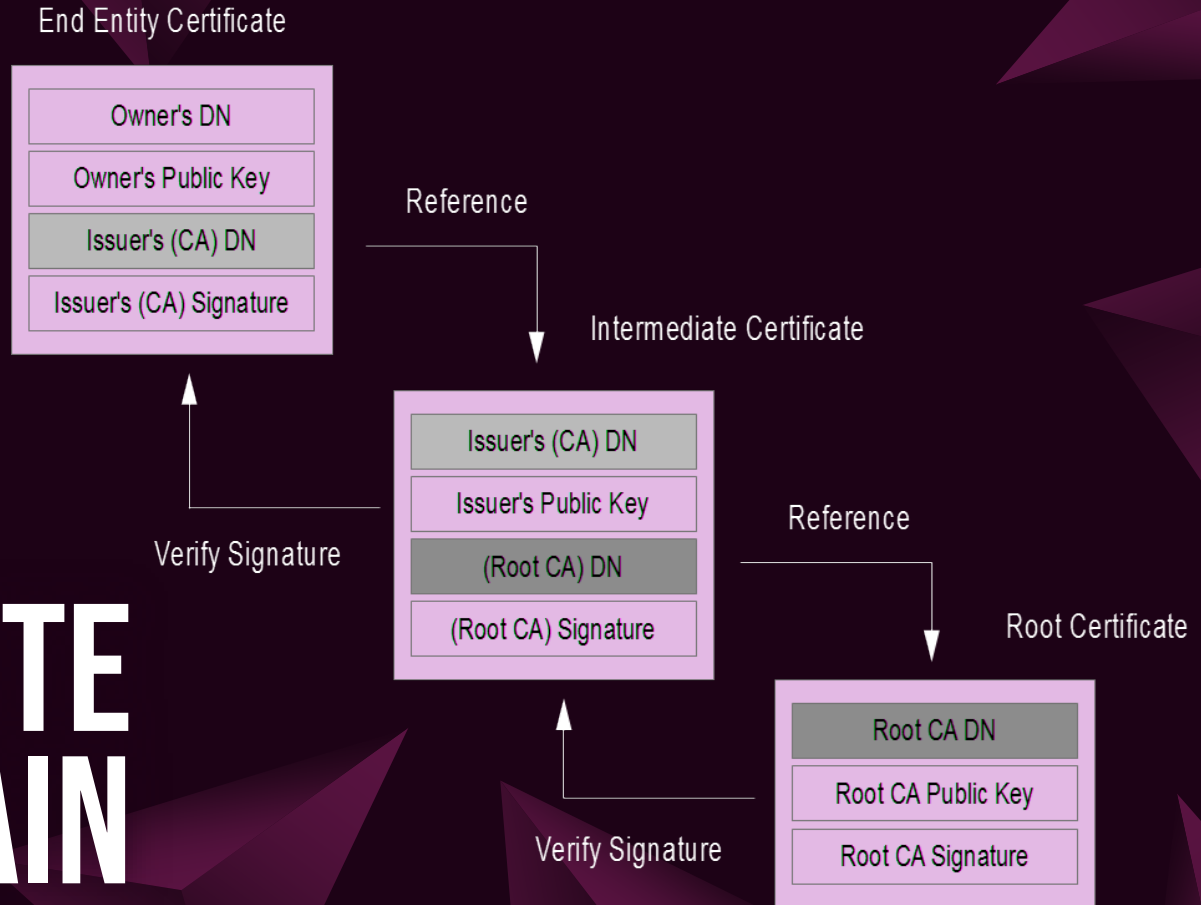 End Entity Certificate
Owner's DN
Owner's Public Key
Issuer's (CA) DN
Issuer's (CA) Signature
Reference
Intermediate Certificate
Issuer's (CA) DN
Issuer's Public Key
(Root CA) DN
(Root CA) Signature
Verify Signature
Reference
Root Certificate
Root CA DN
Root CA Public Key
Root CA Signature
Verify Signature
TE
AIN